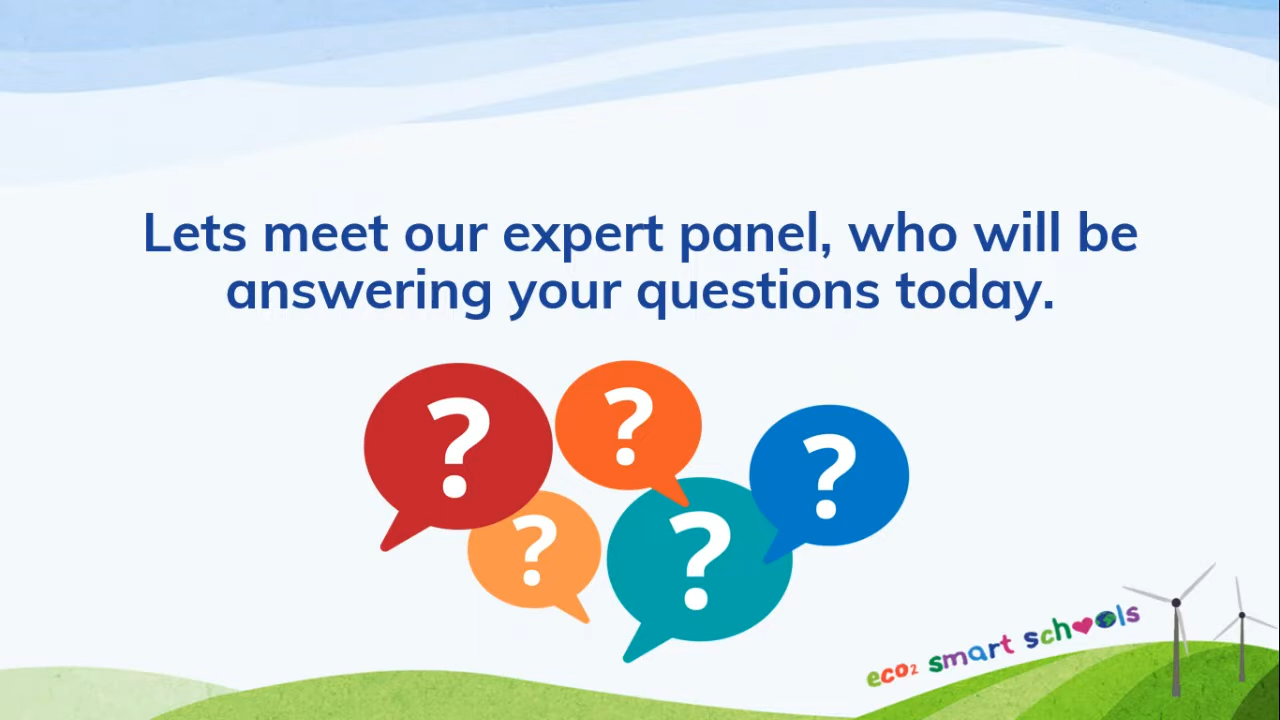 Lets meet our expert panel, who will be
answering your questions today.
?
?
?
?
?
eco₂ smart schools